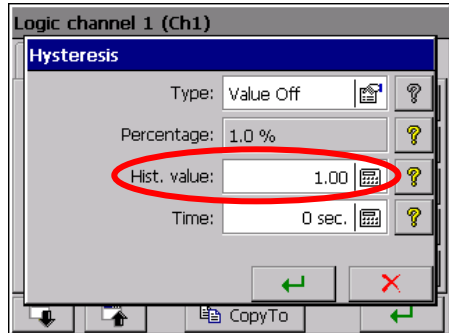 Logic channel 1 (Ch1)
Hysteresis
Type: Value Off ?
Percentage: 1.0 % ?
Hist. value: 1.00 ?
Time: 0 sec. ?
CopyTo